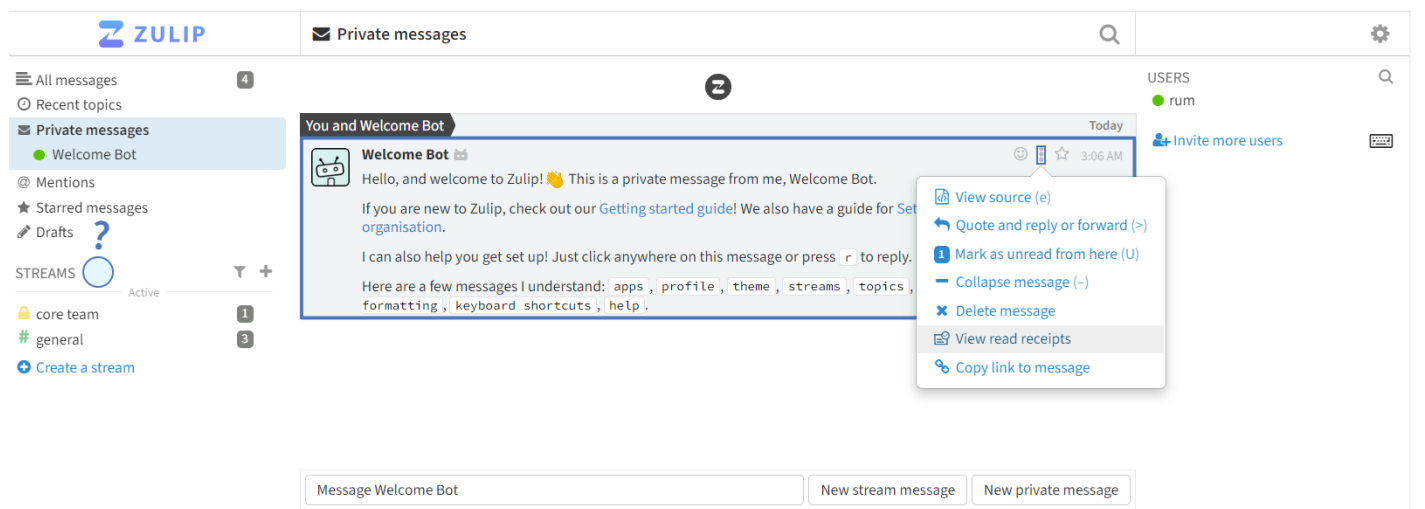 ZULIP
Private messages
All messages 4
Recent topics
Private messages
Welcome Bot
@ Mentions
Starred messages
Drafts
?
STREAMS
Active
core team 1
# general 3
Create a stream
You and Welcome Bot Today
Welcome Bot 3:06 AM
Hello, and welcome to Zulip! 👋 This is a private message from me, Welcome Bot.
If you are new to Zulip, check out our Getting started guide! We also have a guide for Set
organisation.
I can also help you get set up! Just click anywhere on this message or press r to reply.
Here are a few messages I understand: apps, profile, theme, streams, topics,
formatting, keyboard shortcuts, help.
View source (e)
Quote and reply or forward (>)
1 Mark as unread from here (U)
Collapse message (–)
Delete message
View read receipts
Copy link to message
Message Welcome Bot
New stream message
New private message
USERS
rum
Invite more users